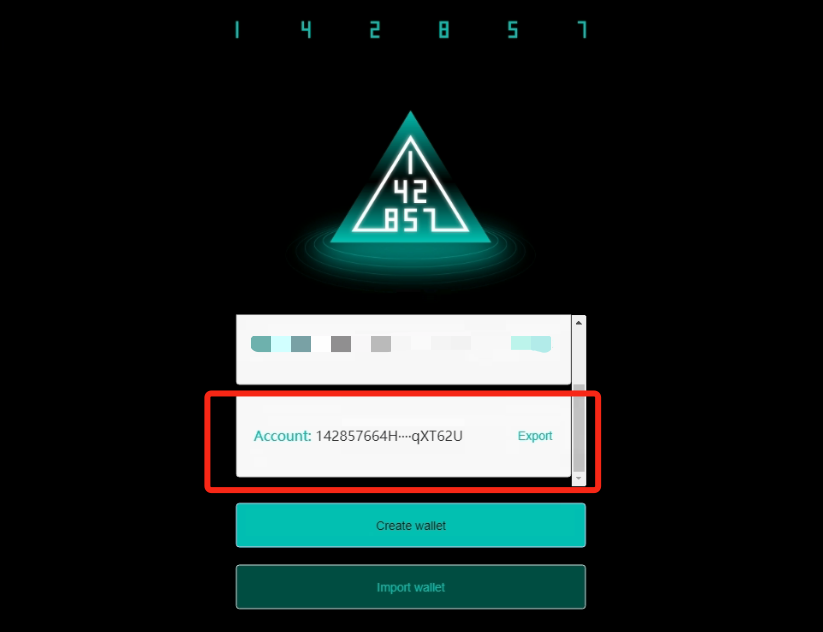 1 4 2 8 5 7
1
42
857
Account: 142857664H····qXT62U Export
Create wallet
Import wallet